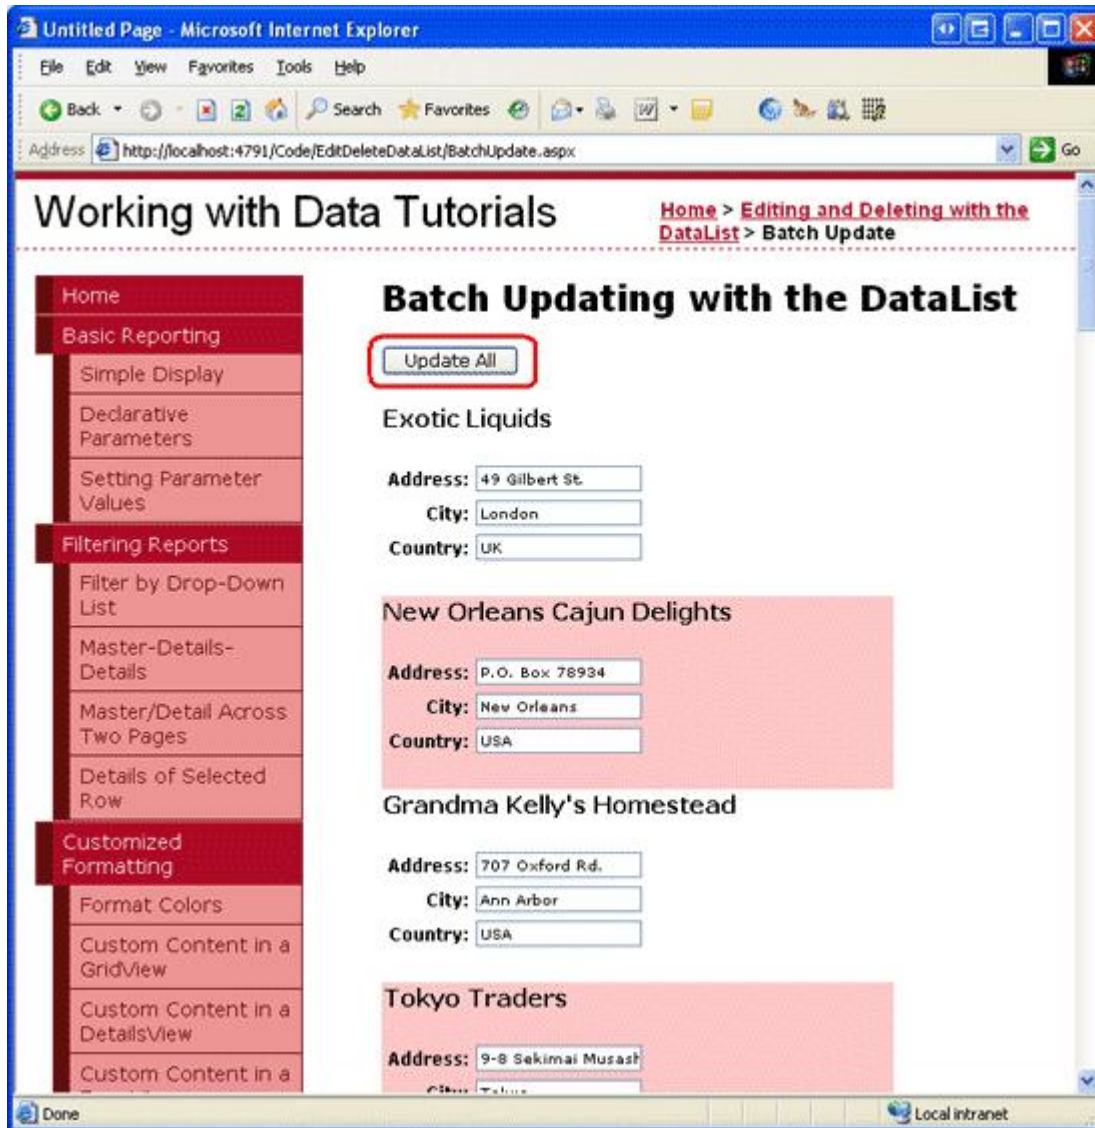 Untitled Page - Microsoft Internet Explorer
File Edit View Favorites Tools Help
Back Search Favorites
Address http://localhost:4791/Code/EditDeleteDataList/BatchUpdate.aspx Go
Working with Data Tutorials
Home > Editing and Deleting with the
DataList > Batch Update
Home
Basic Reporting
Simple Display
Declarative
Parameters
Setting Parameter
Values
Filtering Reports
Filter by Drop-Down
List
Master-Details-
Details
Master/Detail Across
Two Pages
Details of Selected
Row
Customized
Formatting
Format Colors
Custom Content in a
GridView
Custom Content in a
DetailsView
Custom Content in a
Batch Updating with the DataList
Update All
Exotic Liquids
Address: 49 Gilbert St.
City: London
Country: UK
New Orleans Cajun Delights
Address: P.O. Box 78934
City: New Orleans
Country: USA
Grandma Kelly's Homestead
Address: 707 Oxford Rd.
City: Ann Arbor
Country: USA
Tokyo Traders
Address: 9-8 Sekimai Musash
City: Tokyo
Done
Local intranet